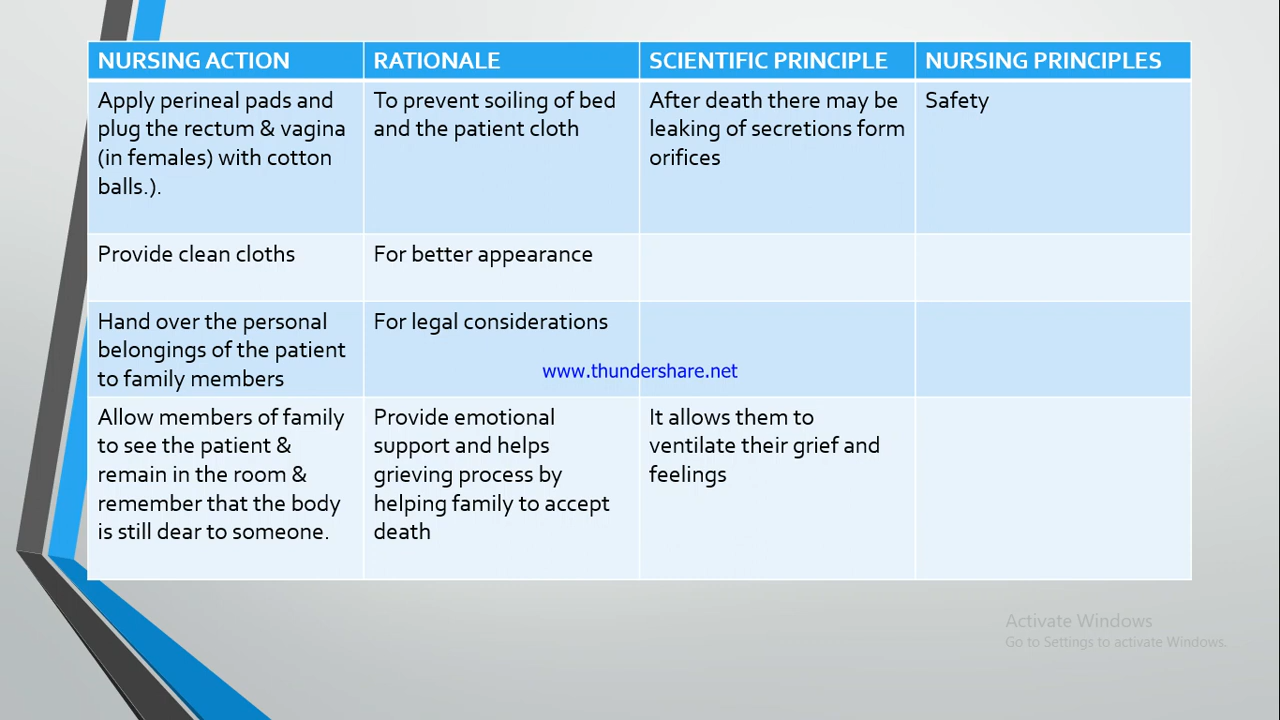 NURSING ACTION
RATIONALE
SCIENTIFIC PRINCIPLE
NURSING PRINCIPLES
Apply perineal pads and
plug the rectum & vagina
(in females) with cotton
balls.).
To prevent soiling of bed
and the patient cloth
After death there may be
leaking of secretions form
orifices
Safety
Provide clean cloths
For better appearance
Hand over the personal
belongings of the patient
to family members
For legal considerations
www.thundershare.net
Allow members of family
to see the patient &
remain in the room &
remember that the body
is still dear to someone.
Provide emotional
support and helps
grieving process by
helping family to accept
death
It allows them to
ventilate their grief and
feelings
Activate Windows
Go to Settings to activate Windows.